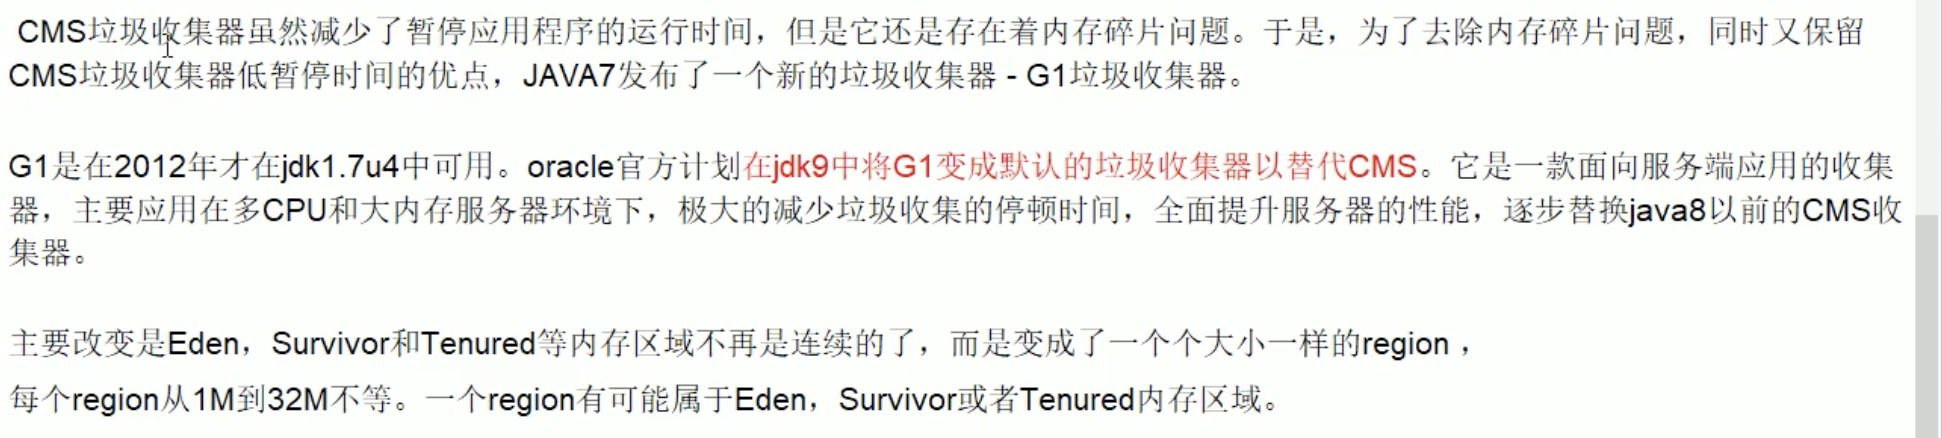 CMS垃圾收集器虽然减少了暂停应用程序的运行时间，但是它还是存在着内存碎片问题。于是，为了去除内存碎片问题，同时又保留
CMS垃圾收集器低暂停时间的优点，JAVA7发布了一个新的垃圾收集器 - G1垃圾收集器。
G1是在2012年才在jdk1.7u4中可用。oracle官方计划在jdk9中将G1变成默认的垃圾收集器以替代CMS。它是一款面向服务端应用的收集
器，主要应用在多CPU和大内存服务器环境下，极大的减少垃圾收集的停顿时间，全面提升服务器的性能，逐步替换java8以前的CMS收
集器。
主要改变是Eden，Survivor和Tenured等内存区域不再是连续的了，而是变成了一个个大小一样的region ，
每个region从1M到32M不等。一个region有可能属于Eden，Survivor或者Tenured内存区域。